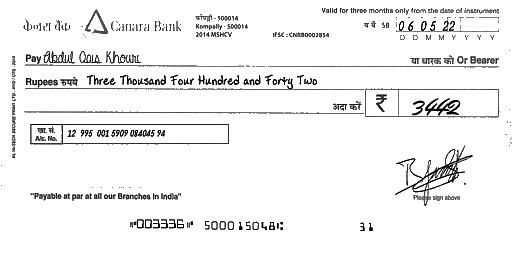 Valid for three months only from the date of instrument
केनरा बैंक Canara Bank
कोंपल्ली - 500014
Kompally - 500014
2014 MSHCV
IFSC : CNRB0002854
SB 06 05 22
D D M M Y Y Y Y
Pay Abdul Qais Khouri
या धारक को Or Bearer
Rupees रुपये Three Thousand Four Hundred and Forty Two
अदा करें ₹ 3442
खा. सं.
A/c. No. 12 995 001 5909 084045 94
Please sign above
"Payable at par at all our Branches in India"
⑈003336⑈ 500015048⑆ 31